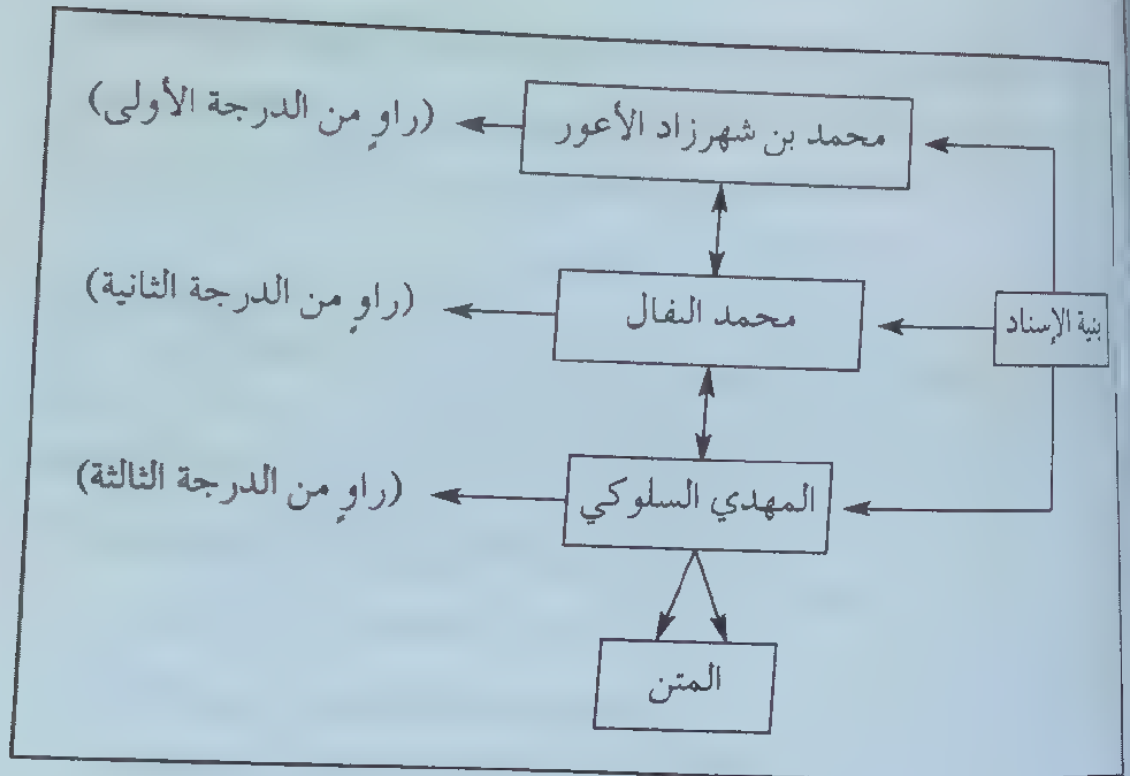 محمد بن شهرزاد الأعور
(راوٍ من الدرجة الأولى)
بنية الإسناد
محمد النفال
(راوٍ من الدرجة الثانية)
المهدي السلوكي
(راوٍ من الدرجة الثالثة)
المتن